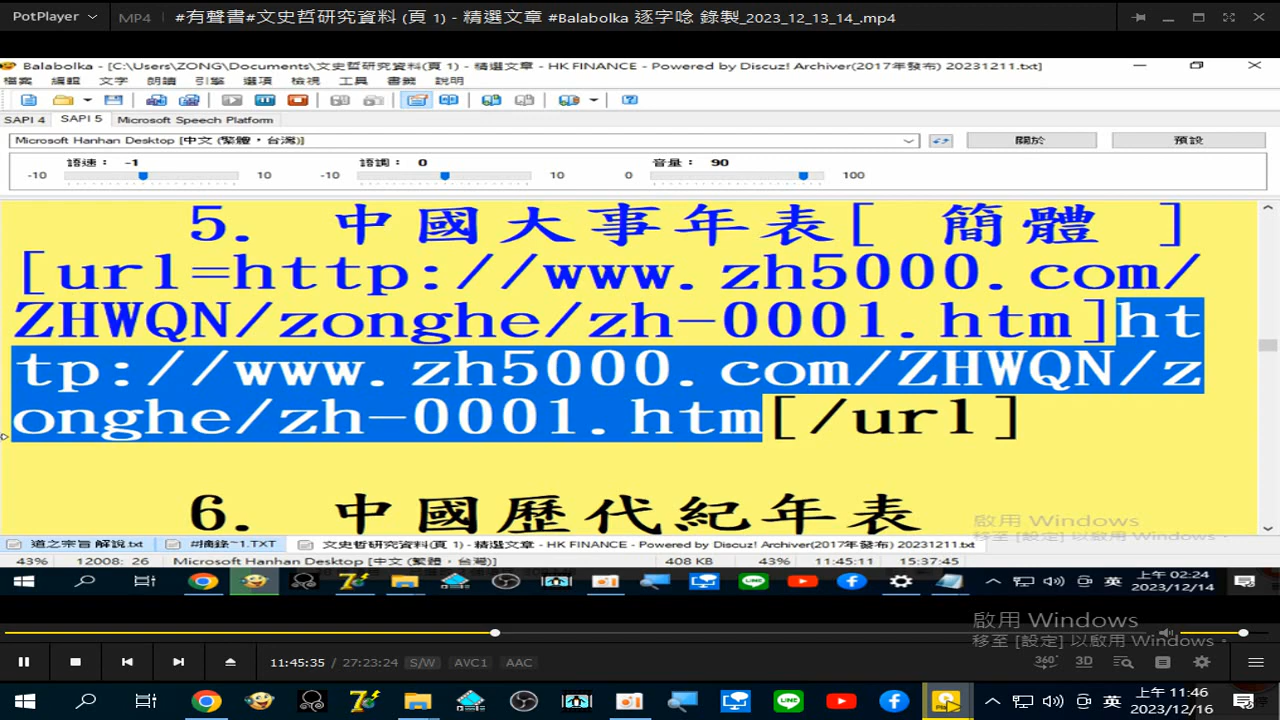 PotPlayer MP4 #有聲書#文史哲研究資料 (頁 1) - 精選文章 #Balabolka 逐字唸 錄製_2023_12_13_14_.mp4
Balabolka - [C:\Users\ZONG\Documents\文史哲研究資料(頁 1) - 精選文章 - HK FINANCE - Powered by Discuz! Archiver(2017年發布) 20231211.txt]
檔案 編輯 文字 朗讀 引擎 選項 檢視 工具 書籤 說明
SAPI 4 SAPI 5 Microsoft Speech Platform
Microsoft Hanhan Desktop [中文 (繁體，台灣)] 關於 預設
語速： -1 語調： 0 音量： 90
-10 10 -10 10 0 100
5. 中國大事年表[ 簡體 ]
[url=http://www.zh5000.com/
ZHWQN/zonghe/zh-0001.htm]ht
tp://www.zh5000.com/ZHWQN/z
onghe/zh-0001.htm[/url]
6. 中國歷代紀年表
啟用 Windows
移至 [設定] 以啟用 Windows。
道之宗旨 解說.txt #摘錄~1.TXT 文史哲研究資料(頁 1) - 精選文章 - HK FINANCE - Powered by Discuz! Archiver(2017年發布) 20231211.txt
43% 12008: 26 Microsoft Hanhan Desktop [中文 (繁體，台灣)] 408 KB 43% 11:45:11 15:37:45
英 上午 02:24
2023/12/14
啟用 Windows
移至 [設定] 以啟用 Windows。
11:45:35 / 27:23:24 S/W AVC1 AAC 360° 3D
英 上午 11:46
2023/12/16